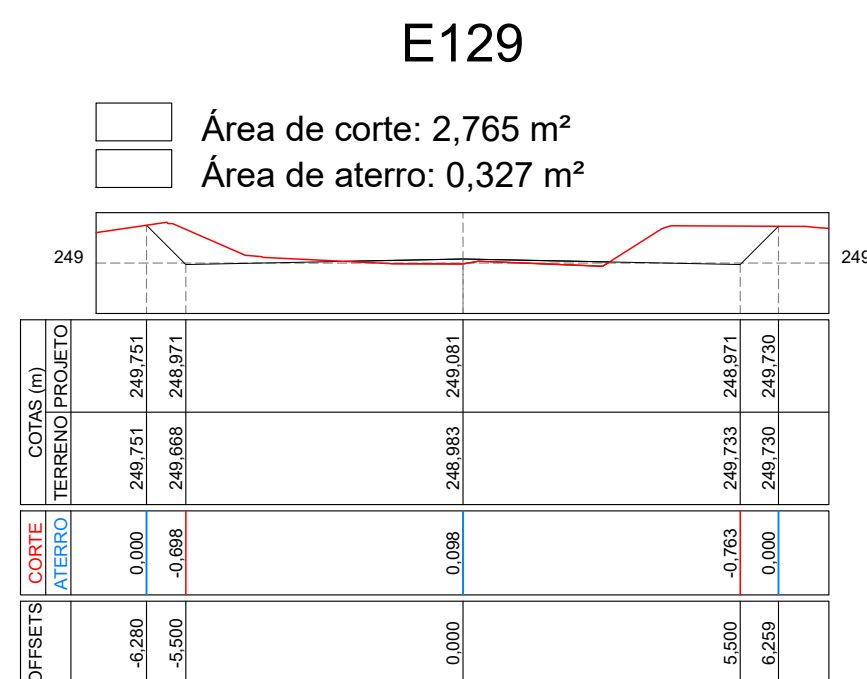 E129
Área de corte: 2,765 m²
Área de aterro: 0,327 m²
249
249
COTAS (m)
PROJETO
249,751
248,971
249,081
248,971
249,730
TERRENO
249,751
249,668
248,983
249,733
249,730
CORTE
ATERRO
0,000
-0,698
0,098
-0,763
0,000
OFFSETS
-6,280
-5,500
0,000
5,500
6,259